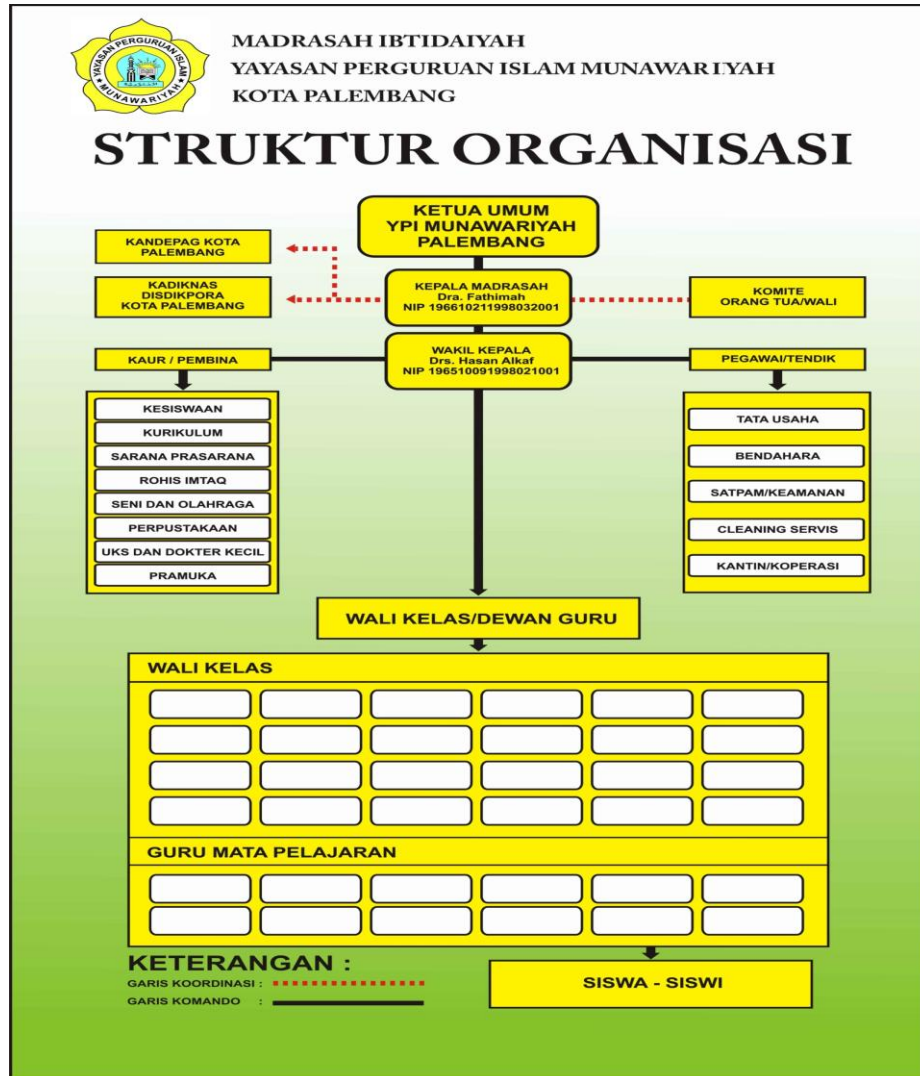 YAYASAN PERGURUAN ISLAM
MUNAWARIYAH
MADRASAH IBTIDAIYAH
YAYASAN PERGURUAN ISLAM MUNAWARIYAH
KOTA PALEMBANG
STRUKTUR ORGANISASI
KETUA UMUM
YPI MUNAWARIYAH
PALEMBANG
KANDEPAG KOTA
PALEMBANG
KADIKNAS
DISDIKPORA
KOTA PALEMBANG
KEPALA MADRASAH
Dra. Fathimah
NIP 196610211998032001
KOMITE
ORANG TUA/WALI
WAKIL KEPALA
Drs. Hasan Alkaf
NIP 196510091998021001
KAUR / PEMBINA
KESISWAAN
KURIKULUM
SARANA PRASARANA
ROHIS IMTAQ
SENI DAN OLAHRAGA
PERPUSTAKAAN
UKS DAN DOKTER KECIL
PRAMUKA
PEGAWAI/TENDIK
TATA USAHA
BENDAHARA
SATPAM/KEAMANAN
CLEANING SERVIS
KANTIN/KOPERASI
WALI KELAS/DEWAN GURU
WALI KELAS
GURU MATA PELAJARAN
KETERANGAN :
GARIS KOORDINASI :
GARIS KOMANDO :
SISWA - SISWI